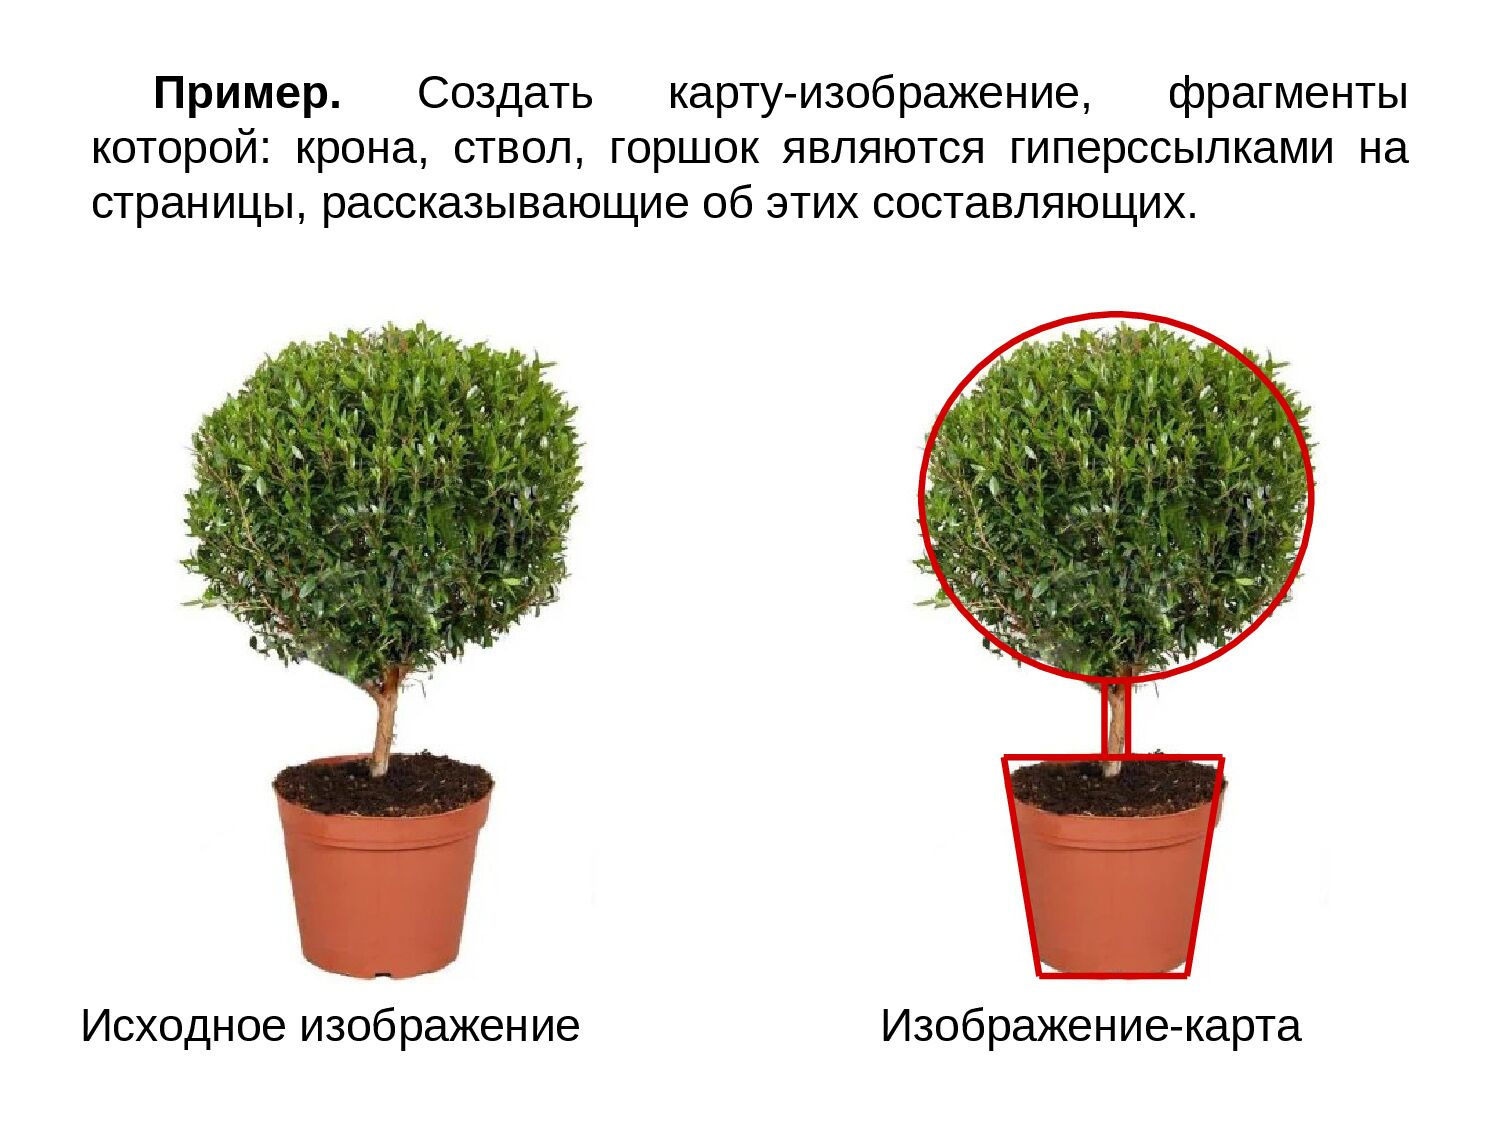 Пример. Создать карту-изображение, фрагменты
которой: крона, ствол, горшок являются гиперссылками на
страницы, рассказывающие об этих составляющих.
Исходное изображение
Изображение-карта